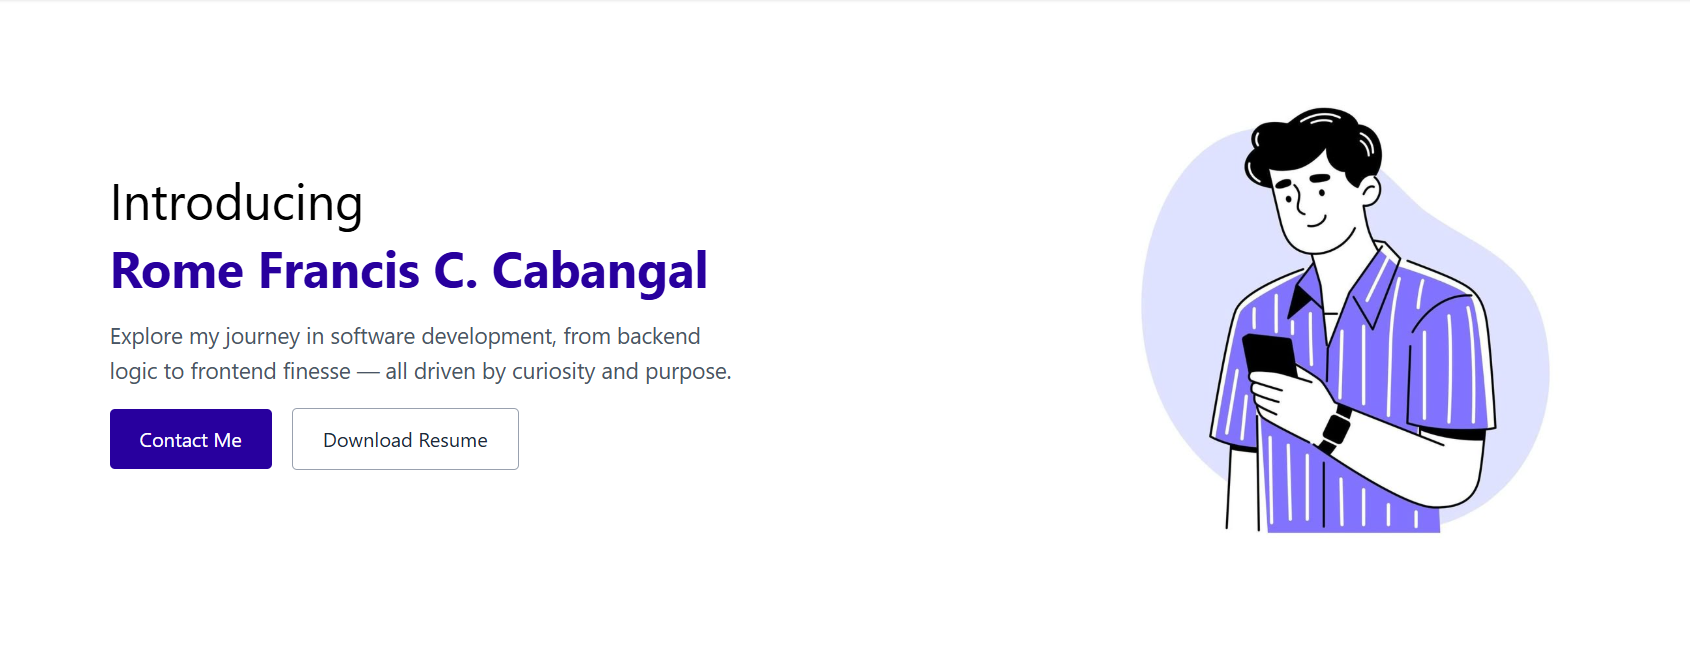 Introducing
Rome Francis C. Cabangal
Explore my journey in software development, from backend
logic to frontend finesse — all driven by curiosity and purpose.
Contact Me
Download Resume